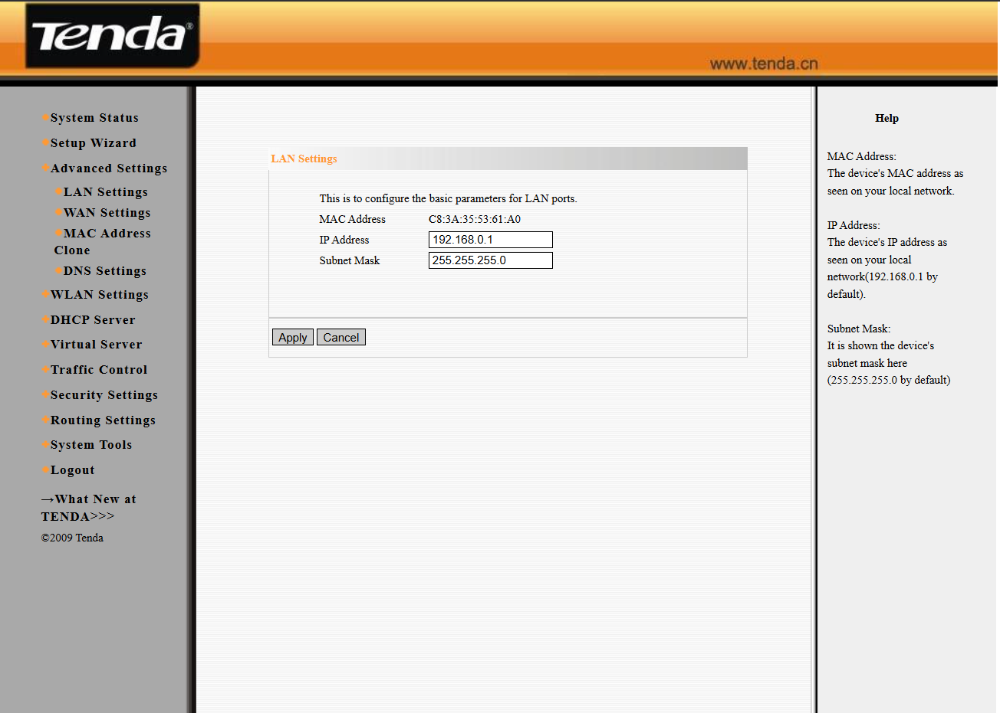 Tenda®
www.tenda.cn
System Status
Setup Wizard
Advanced Settings
LAN Settings
WAN Settings
MAC Address
Clone
DNS Settings
WLAN Settings
DHCP Server
Virtual Server
Traffic Control
Security Settings
Routing Settings
System Tools
Logout
→What New at
TENDA>>>
©2009 Tenda
LAN Settings
This is to configure the basic parameters for LAN ports.
MAC Address C8:3A:35:53:61:A0
IP Address 192.168.0.1
Subnet Mask 255.255.255.0
Apply Cancel
Help
MAC Address:
The device's MAC address as
seen on your local network.
IP Address:
The device's IP address as
seen on your local
network(192.168.0.1 by
default).
Subnet Mask:
It is shown the device's
subnet mask here
(255.255.255.0 by default)